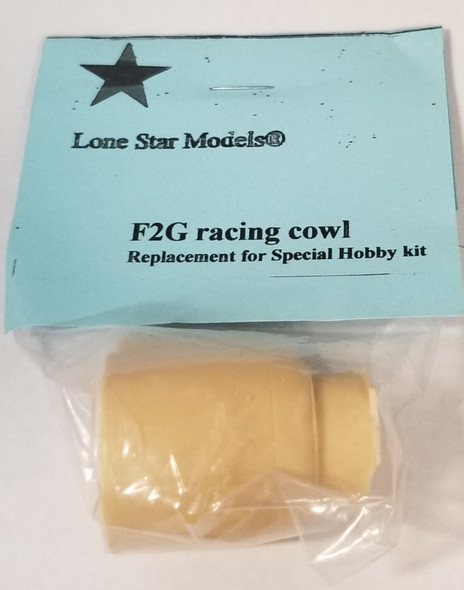 Lone Star Models®
F2G racing cowl
Replacement for Special Hobby kit